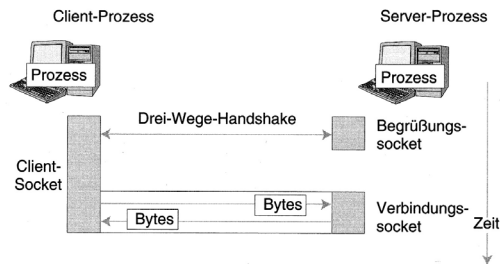 Client-Prozess
Server-Prozess
Prozess
Prozess
Drei-Wege-Handshake
Begrüßungs-
socket
Client-
Socket
Bytes
Bytes
Verbindungs-
socket
Zeit